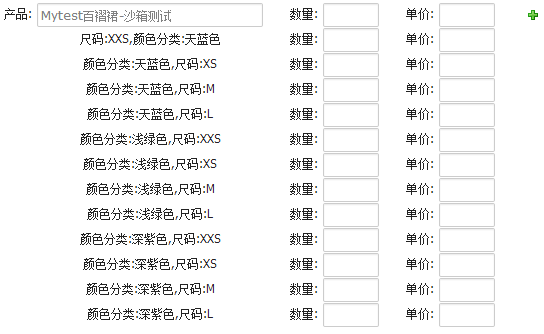 产品: Mytest百褶裙-沙箱测试 数量: 单价:
尺码:XXS,颜色分类:天蓝色 数量: 单价:
颜色分类:天蓝色,尺码:XS 数量: 单价:
颜色分类:天蓝色,尺码:M 数量: 单价:
颜色分类:天蓝色,尺码:L 数量: 单价:
颜色分类:浅绿色,尺码:XXS 数量: 单价:
颜色分类:浅绿色,尺码:XS 数量: 单价:
颜色分类:浅绿色,尺码:M 数量: 单价:
颜色分类:浅绿色,尺码:L 数量: 单价:
颜色分类:深紫色,尺码:XXS 数量: 单价:
颜色分类:深紫色,尺码:XS 数量: 单价:
颜色分类:深紫色,尺码:M 数量: 单价:
颜色分类:深紫色,尺码:L 数量: 单价: